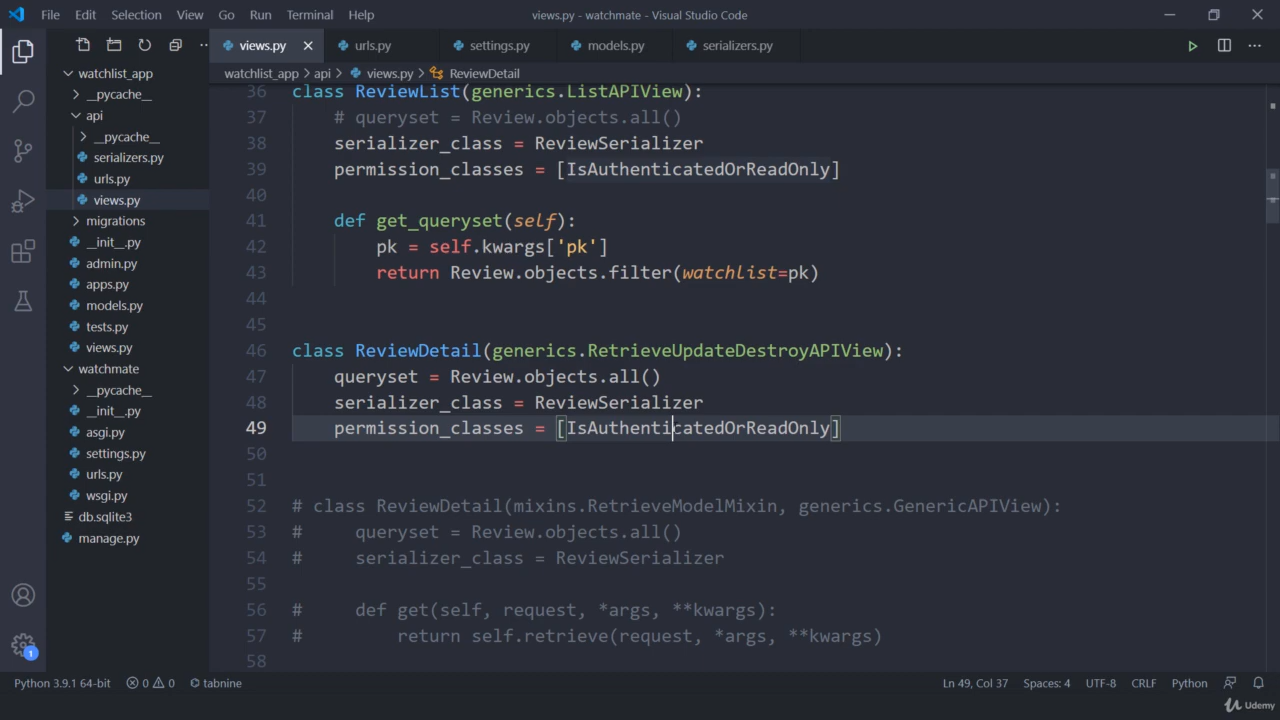 File Edit Selection View Go Run Terminal Help
views.py - watchmate - Visual Studio Code
views.py urls.py settings.py models.py serializers.py
watchlist_app > api > views.py > ReviewDetail
watchlist_app
__pycache__
api
__pycache__
serializers.py
urls.py
views.py
migrations
__init__.py
admin.py
apps.py
models.py
tests.py
views.py
watchmate
__pycache__
__init__.py
asgi.py
settings.py
urls.py
wsgi.py
db.sqlite3
manage.py
36 class ReviewList(generics.ListAPIView):
37     # queryset = Review.objects.all()
38     serializer_class = ReviewSerializer
39     permission_classes = [IsAuthenticatedOrReadOnly]
40
41     def get_queryset(self):
42         pk = self.kwargs['pk']
43         return Review.objects.filter(watchlist=pk)
44
45
46 class ReviewDetail(generics.RetrieveUpdateDestroyAPIView):
47     queryset = Review.objects.all()
48     serializer_class = ReviewSerializer
49     permission_classes = [IsAuthenticatedOrReadOnly]
50
51
52 # class ReviewDetail(mixins.RetrieveModelMixin, generics.GenericAPIView):
53 #     queryset = Review.objects.all()
54 #     serializer_class = ReviewSerializer
55
56 #     def get(self, request, *args, **kwargs):
57 #         return self.retrieve(request, *args, **kwargs)
58
1
Python 3.9.1 64-bit 0 0 tabnine Ln 49, Col 37 Spaces: 4 UTF-8 CRLF Python
Udemy